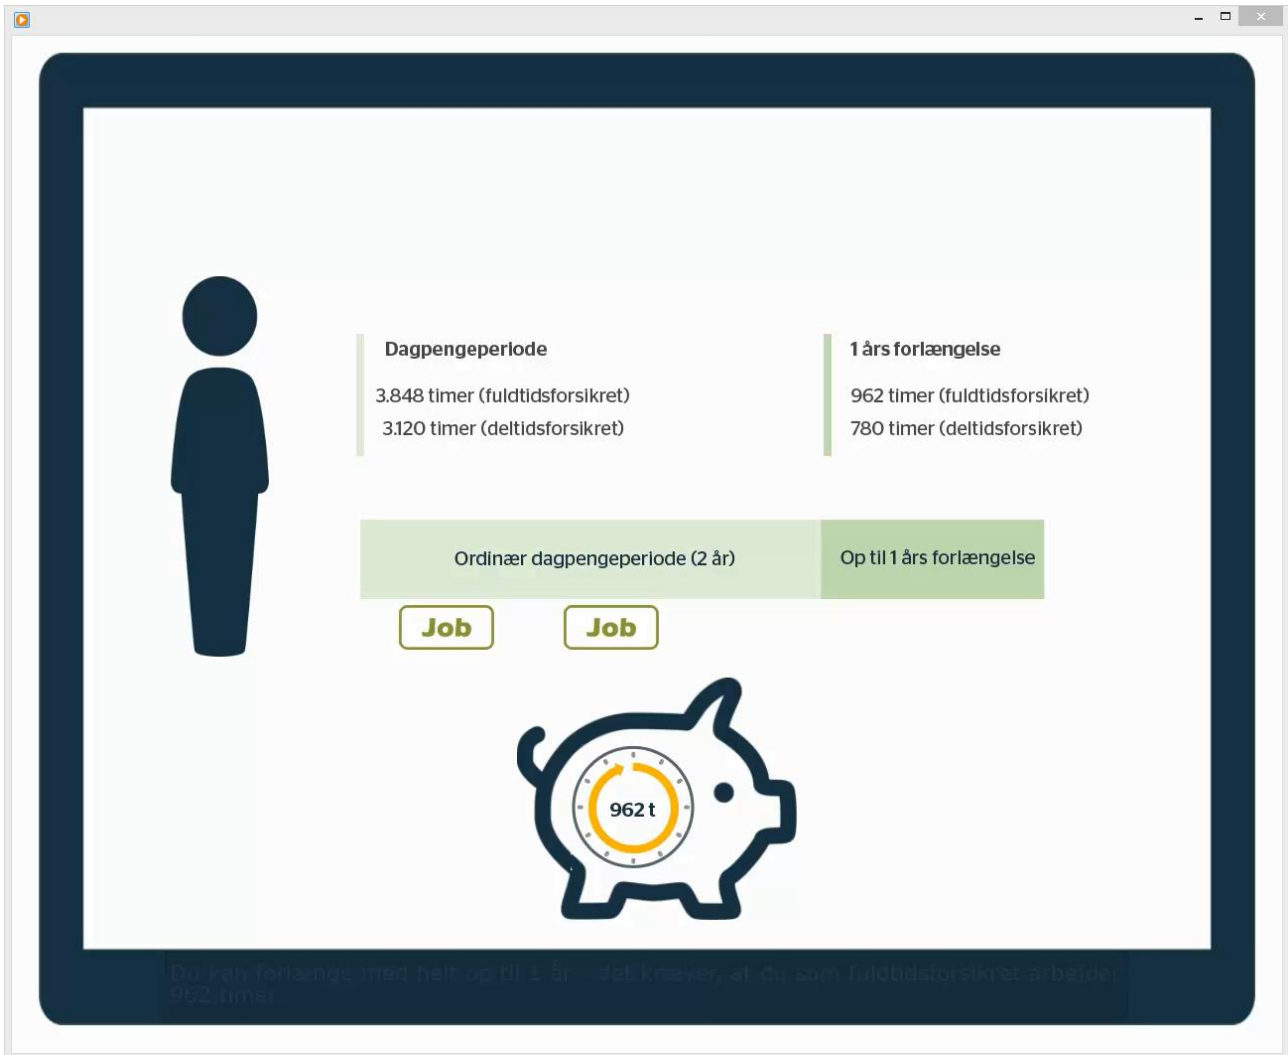 Dagpengeperiode
3.848 timer (fuldtidsforsikret)
3.120 timer (deltidsforsikret)
1 års forlængelse
962 timer (fuldtidsforsikret)
780 timer (deltidsforsikret)
Ordinær dagpengeperiode (2 år)
Op til 1 års forlængelse
Job
Job
962 t
Du kan forlænge med helt op til 1 år - det kræver, at du som fuldtidsforsikret arbejder
962 timer